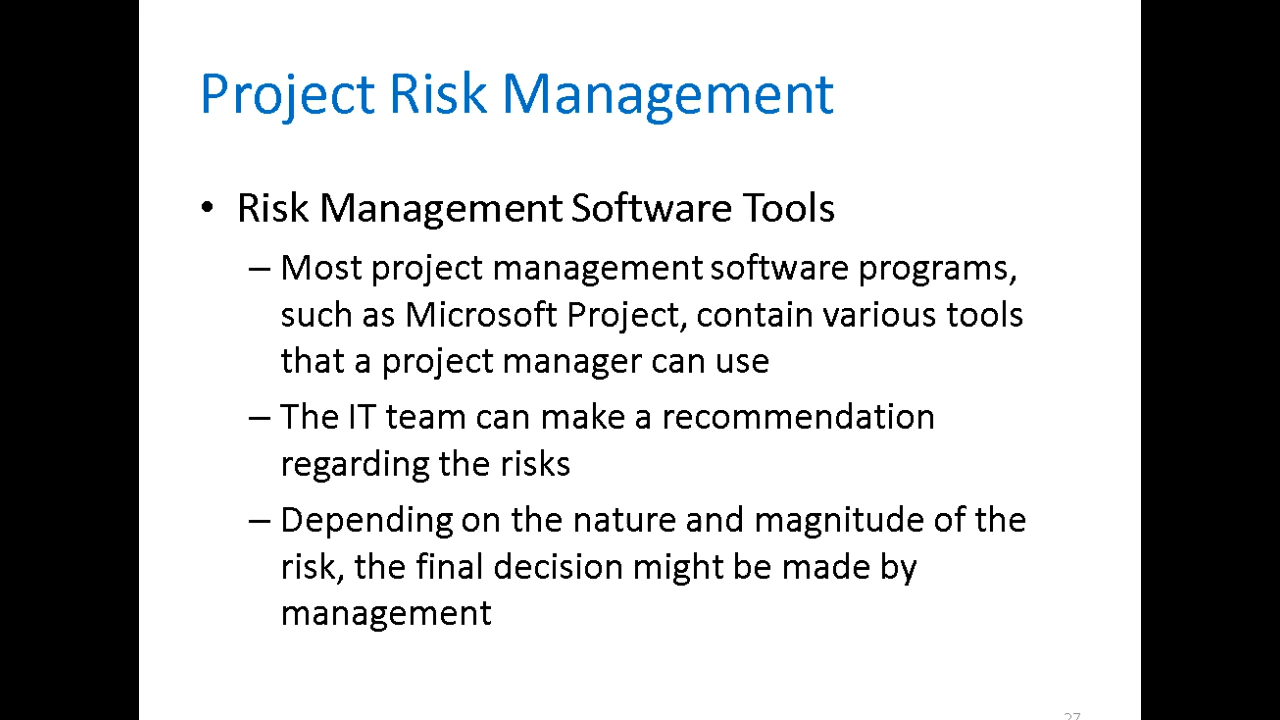 Project Risk Management
• Risk Management Software Tools
– Most project management software programs,
such as Microsoft Project, contain various tools
that a project manager can use
– The IT team can make a recommendation
regarding the risks
– Depending on the nature and magnitude of the
risk, the final decision might be made by
management
27